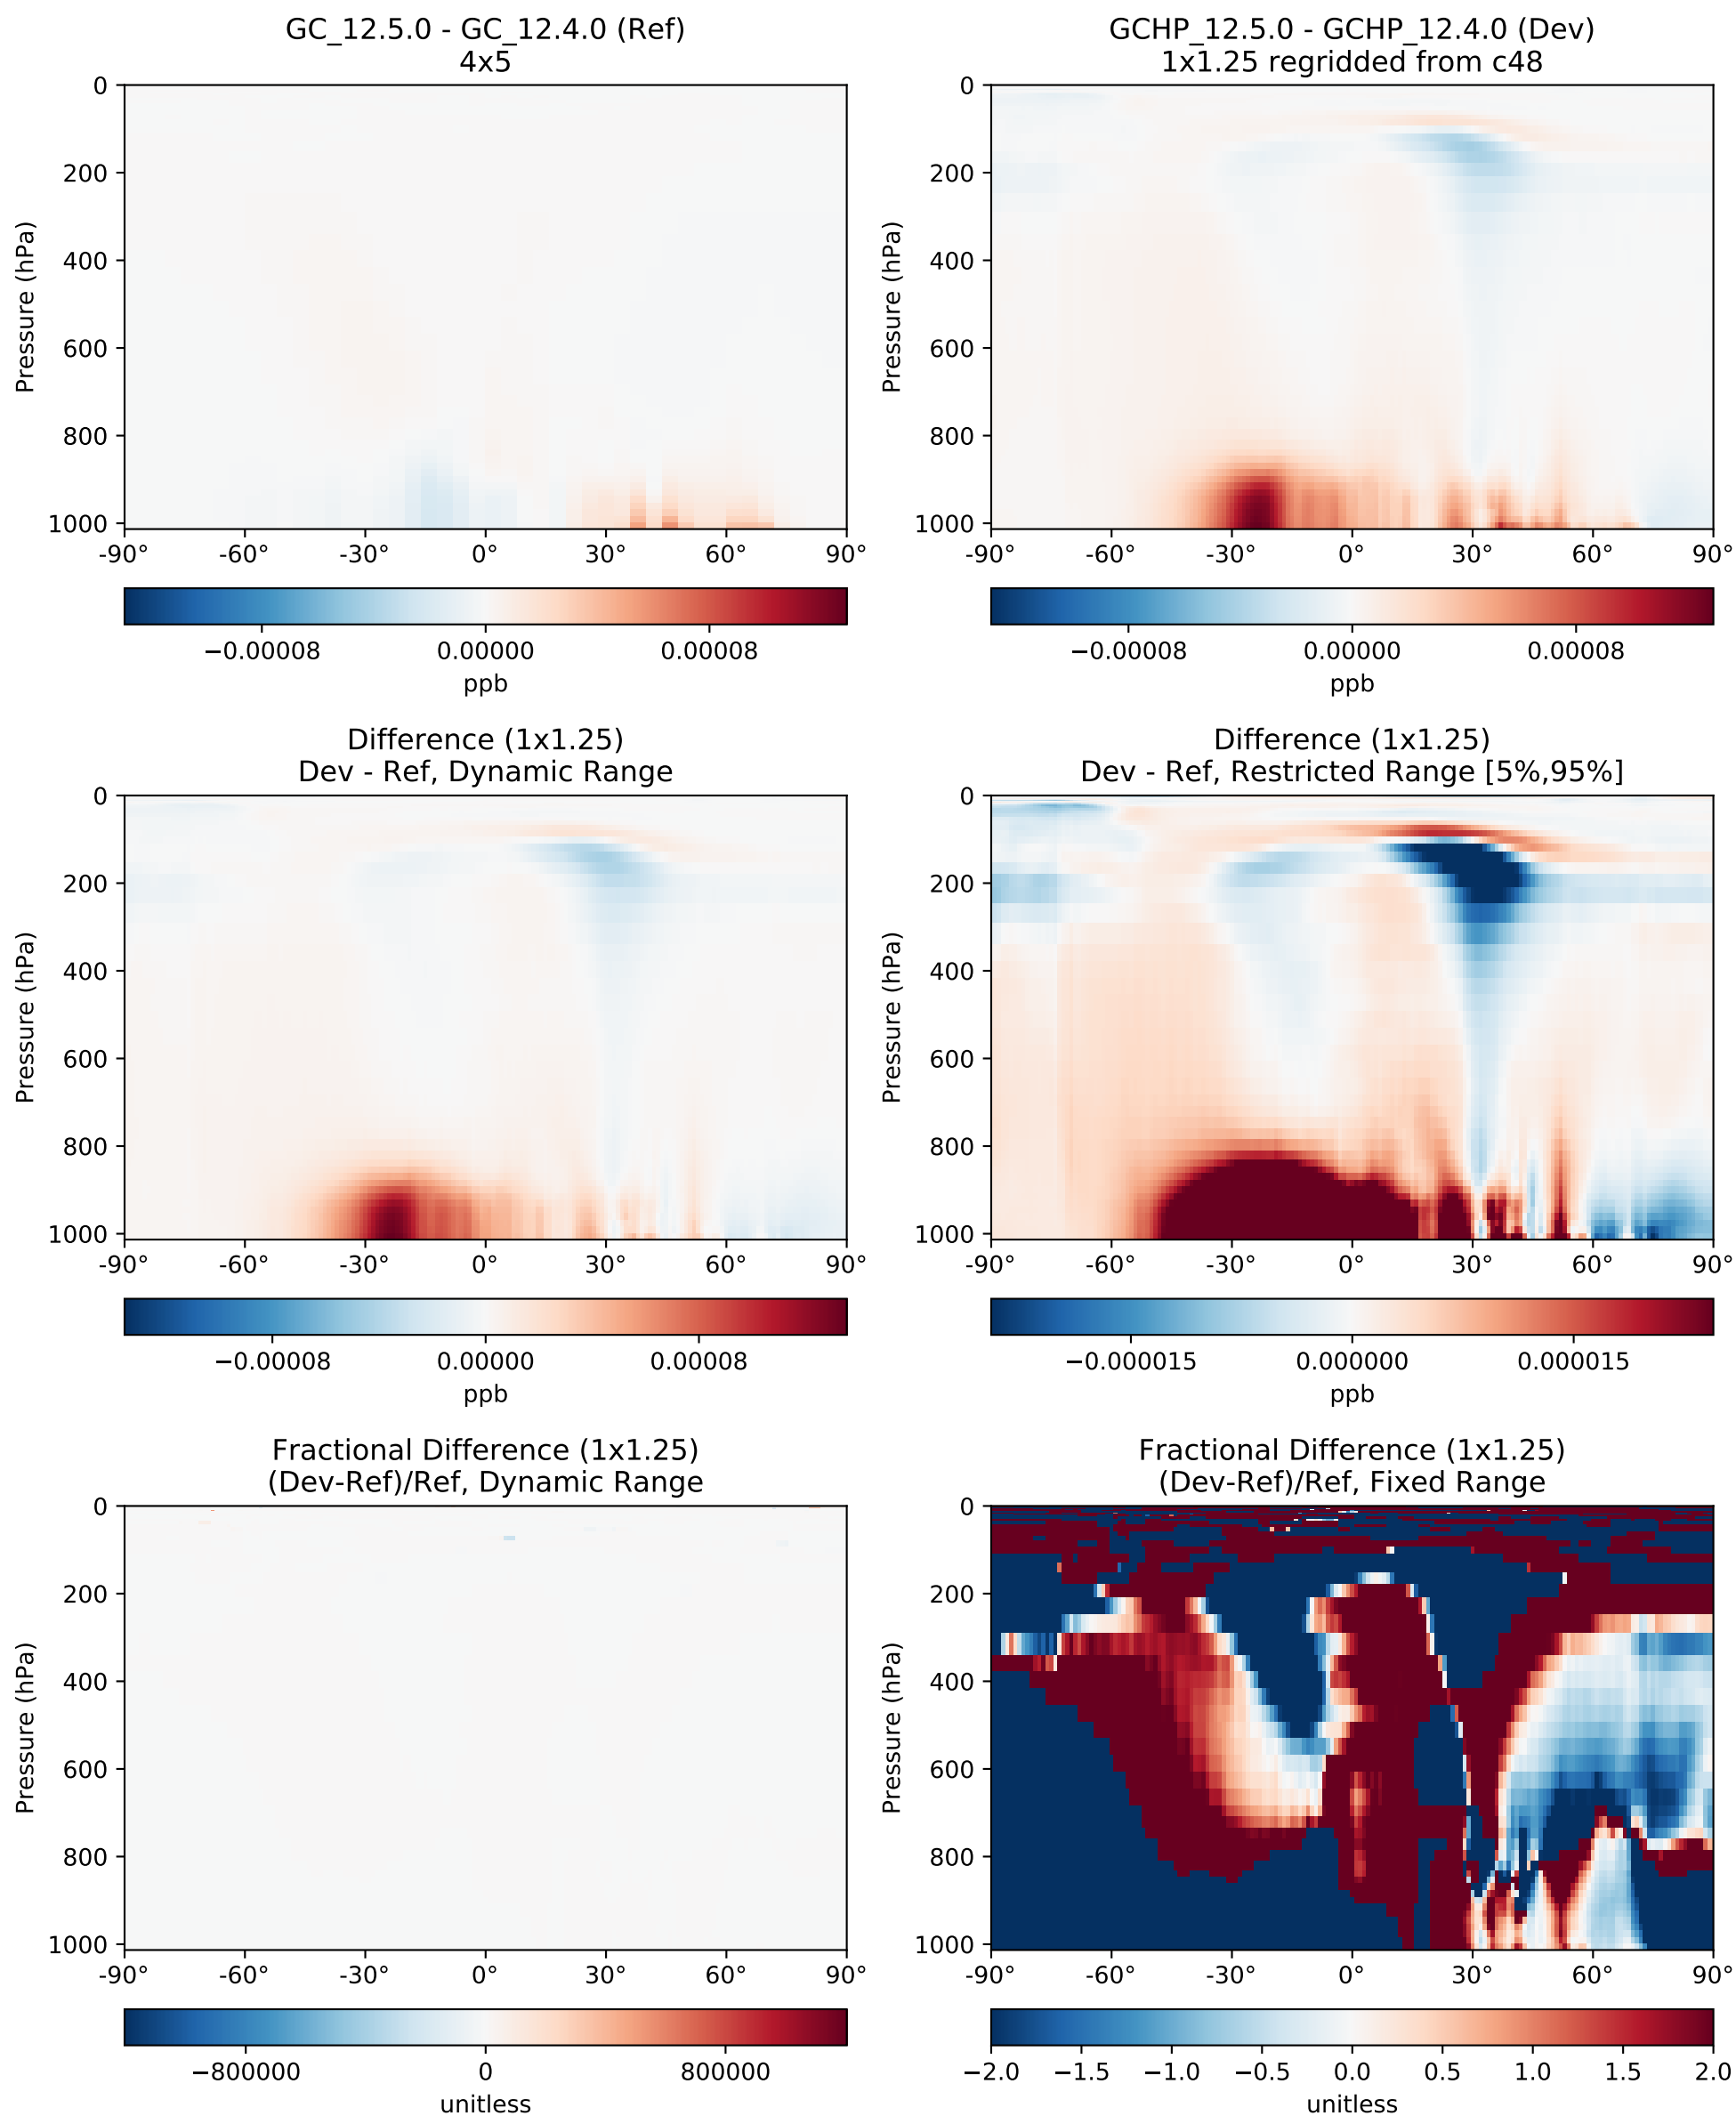 GC_12.5.0 - GC_12.4.0 (Ref)
4x5
0
200
400
600
800
1000
Pressure (hPa)
-90° -60° -30° 0° 30° 60° 90°
−0.00008 0.00000 0.00008
ppb
GCHP_12.5.0 - GCHP_12.4.0 (Dev)
1x1.25 regridded from c48
0
200
400
600
800
1000
Pressure (hPa)
-90° -60° -30° 0° 30° 60° 90°
−0.00008 0.00000 0.00008
ppb
Difference (1x1.25)
Dev - Ref, Dynamic Range
0
200
400
600
800
1000
Pressure (hPa)
-90° -60° -30° 0° 30° 60° 90°
−0.00008 0.00000 0.00008
ppb
Difference (1x1.25)
Dev - Ref, Restricted Range [5%,95%]
0
200
400
600
800
1000
Pressure (hPa)
-90° -60° -30° 0° 30° 60° 90°
−0.000015 0.000000 0.000015
ppb
Fractional Difference (1x1.25)
(Dev-Ref)/Ref, Dynamic Range
0
200
400
600
800
1000
Pressure (hPa)
-90° -60° -30° 0° 30° 60° 90°
−800000 0 800000
unitless
Fractional Difference (1x1.25)
(Dev-Ref)/Ref, Fixed Range
0
200
400
600
800
1000
Pressure (hPa)
-90° -60° -30° 0° 30° 60° 90°
−2.0 −1.5 −1.0 −0.5 0.0 0.5 1.0 1.5 2.0
unitless